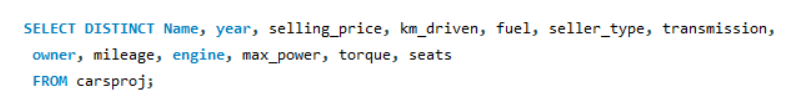 SELECT DISTINCT Name, year, selling_price, km_driven, fuel, seller_type, transmission,
owner, mileage, engine, max_power, torque, seats
FROM carsproj;